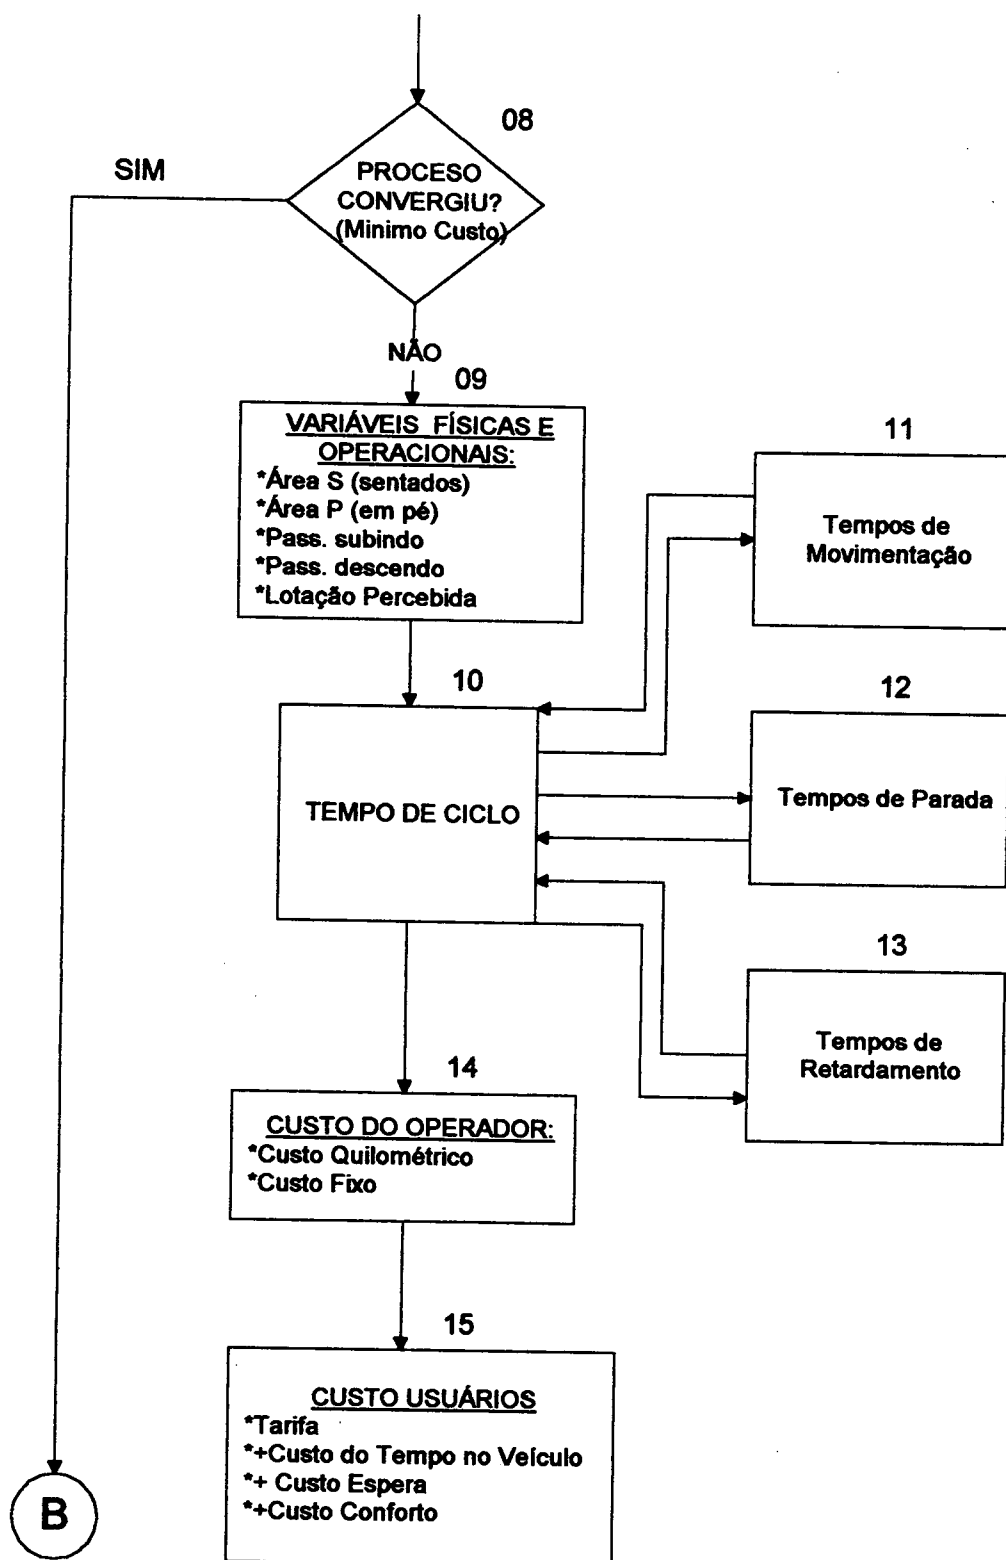 08
SIM
PROCESO
CONVERGIU?
(Minimo Custo)
NÃO
09
VARIÁVEIS FÍSICAS E
OPERACIONAIS:
*Área S (sentados)
*Área P (em pé)
*Pass. subindo
*Pass. descendo
*Lotação Percebida
11
Tempos de
Movimentação
10
TEMPO DE CICLO
12
Tempos de Parada
13
Tempos de
Retardamento
14
CUSTO DO OPERADOR:
*Custo Quilométrico
*Custo Fixo
15
CUSTO USUÁRIOS
*Tarifa
*+Custo do Tempo no Veículo
*+ Custo Espera
*+Custo Conforto
B